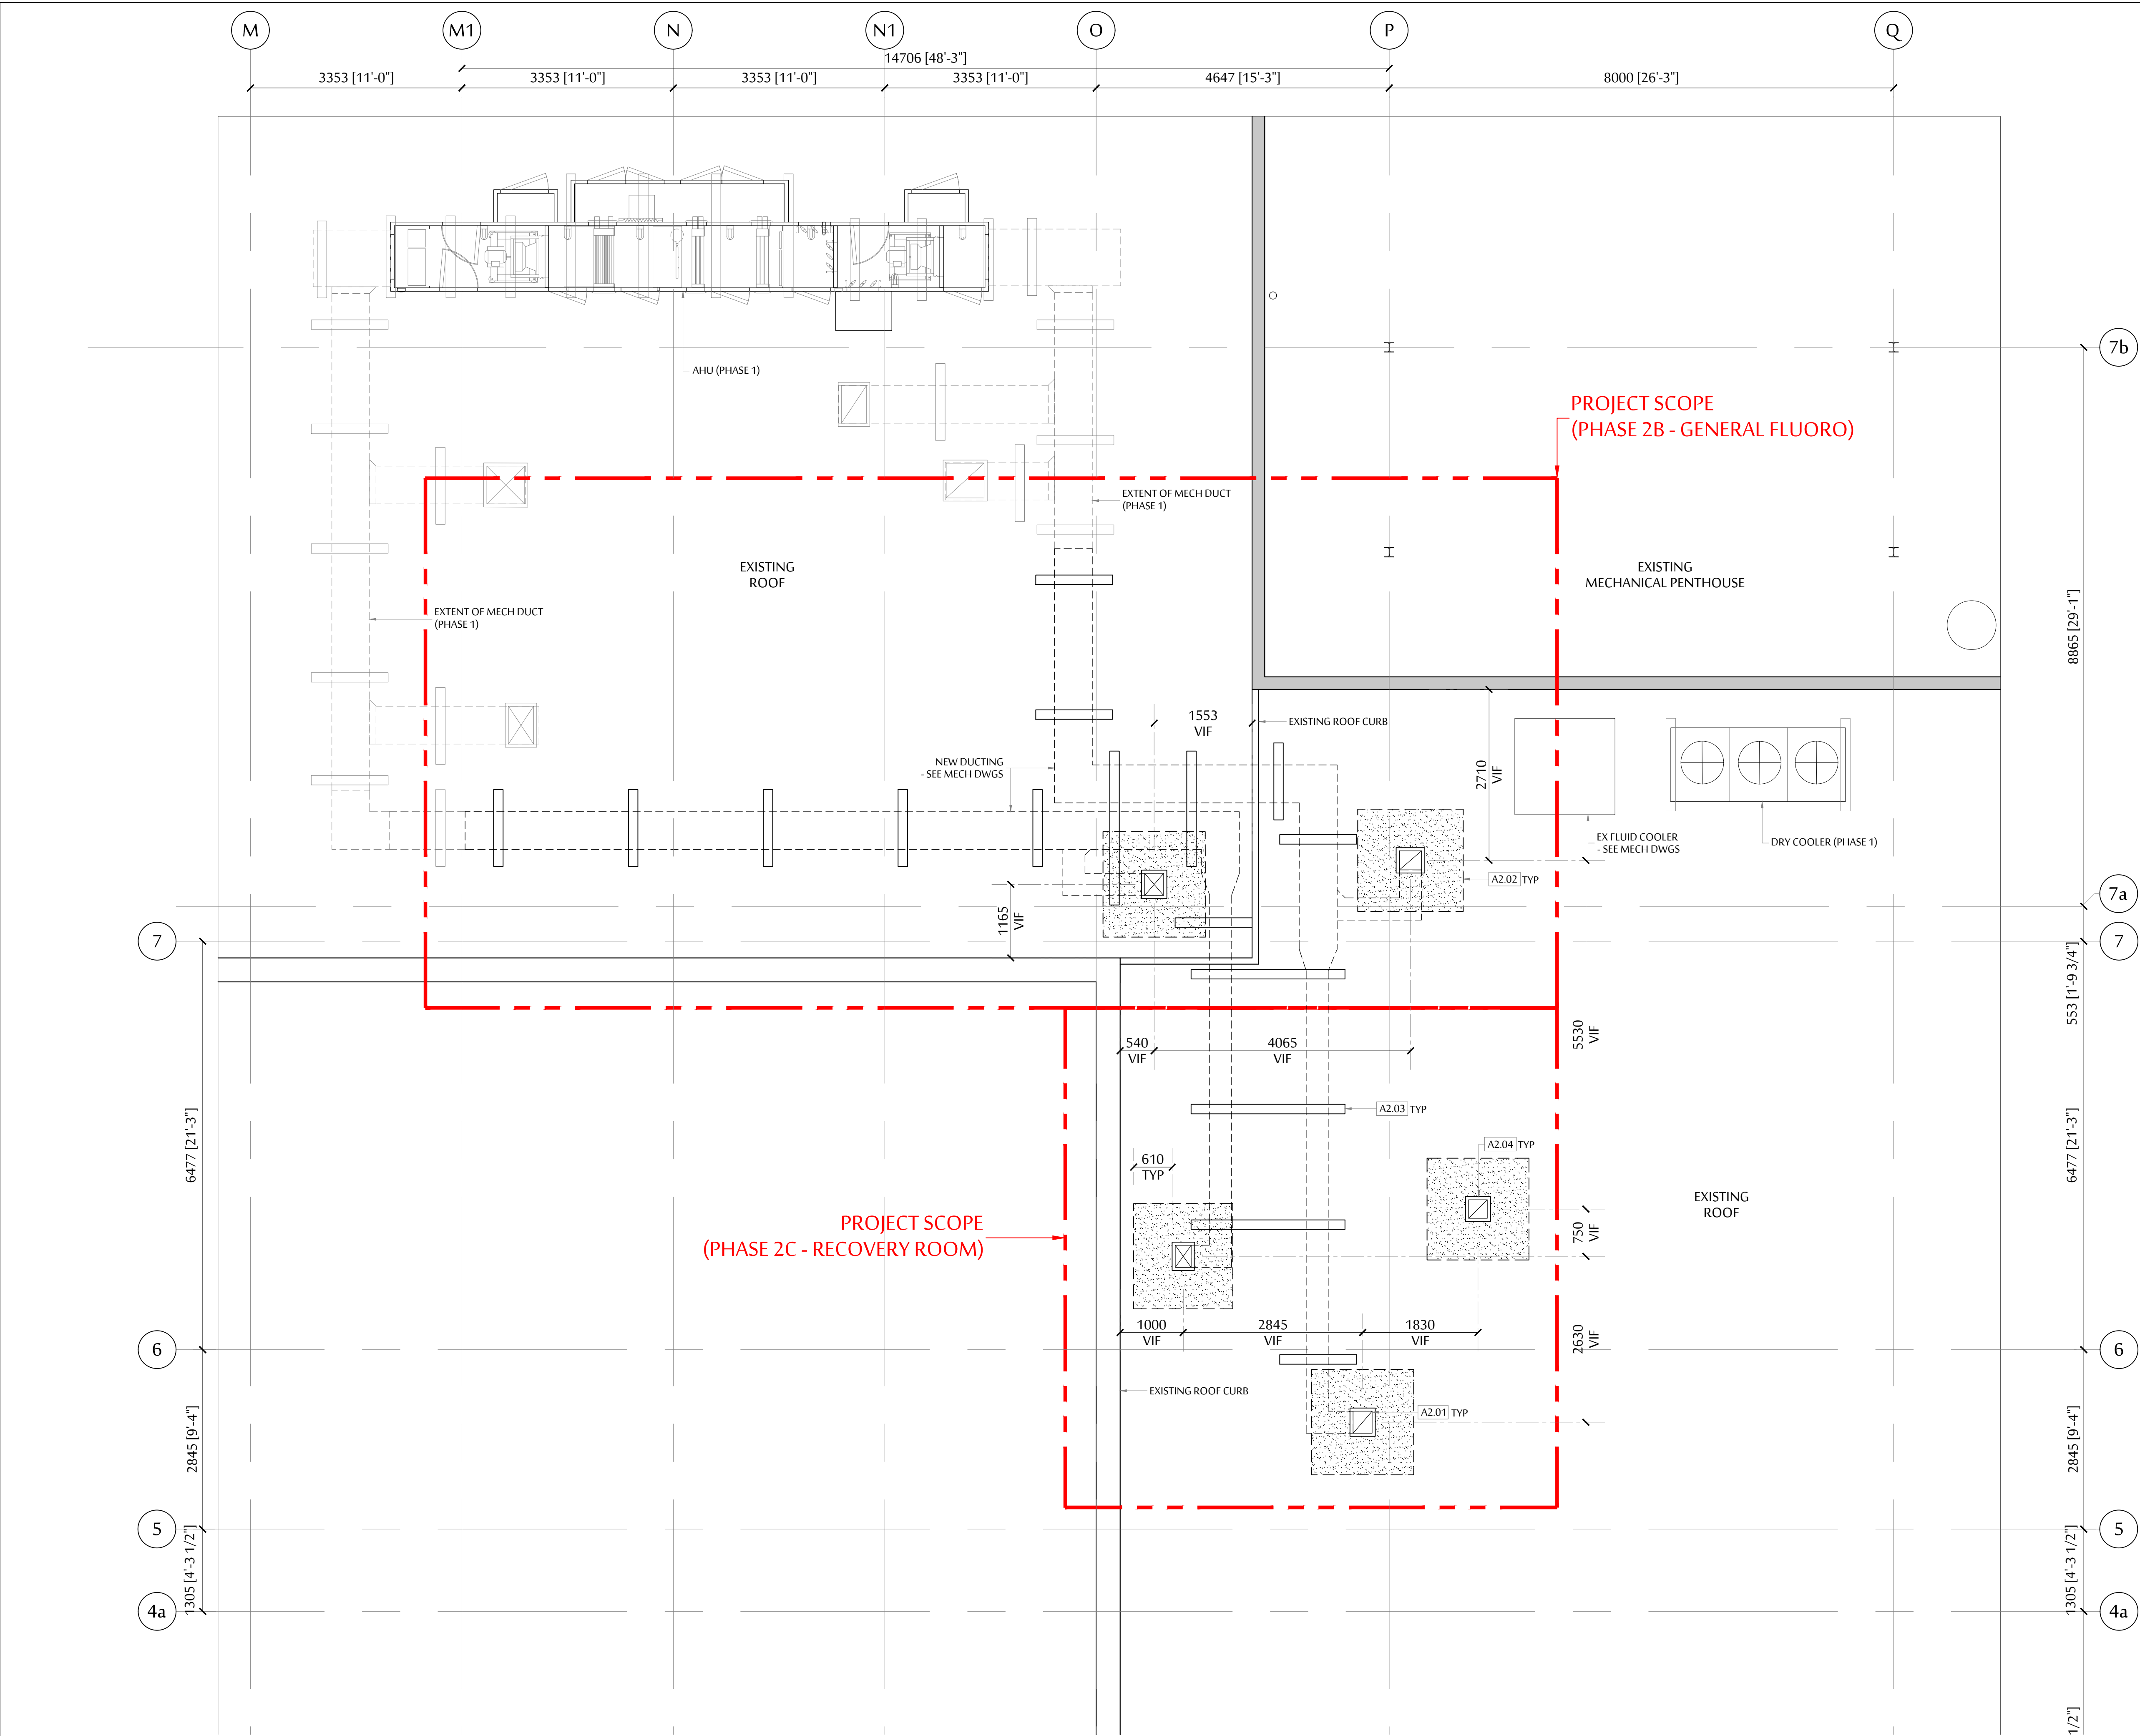 M
M1
N
N1
O
P
Q
14706 [48'-3"]
3353 [11'-0"]
3353 [11'-0"]
3353 [11'-0"]
3353 [11'-0"]
4647 [15'-3"]
8000 [26'-3"]
7b
AHU (PHASE 1)
PROJECT SCOPE
(PHASE 2B - GENERAL FLUORO)
EXTENT OF MECH DUCT
(PHASE 1)
EXISTING
ROOF
EXISTING
MECHANICAL PENTHOUSE
EXTENT OF MECH DUCT
(PHASE 1)
8865 [29'-1"]
1553
VIF
EXISTING ROOF CURB
NEW DUCTING
- SEE MECH DWGS
2710
VIF
EX FLUID COOLER
- SEE MECH DWGS
DRY COOLER (PHASE 1)
A2.02 TYP
7a
1165
VIF
7
7
553 [1'-9 3/4"]
540
VIF
4065
VIF
5530
VIF
A2.03 TYP
6477 [21'-3"]
6477 [21'-3"]
A2.04 TYP
610
TYP
EXISTING
ROOF
PROJECT SCOPE
(PHASE 2C - RECOVERY ROOM)
750
VIF
1000
VIF
2845
VIF
1830
VIF
2630
VIF
6
6
EXISTING ROOF CURB
A2.01 TYP
2845 [9'-4"]
2845 [9'-4"]
5
5
1305 [4'-3 1/2"]
1305 [4'-3 1/2"]
4a
4a
1/2"]